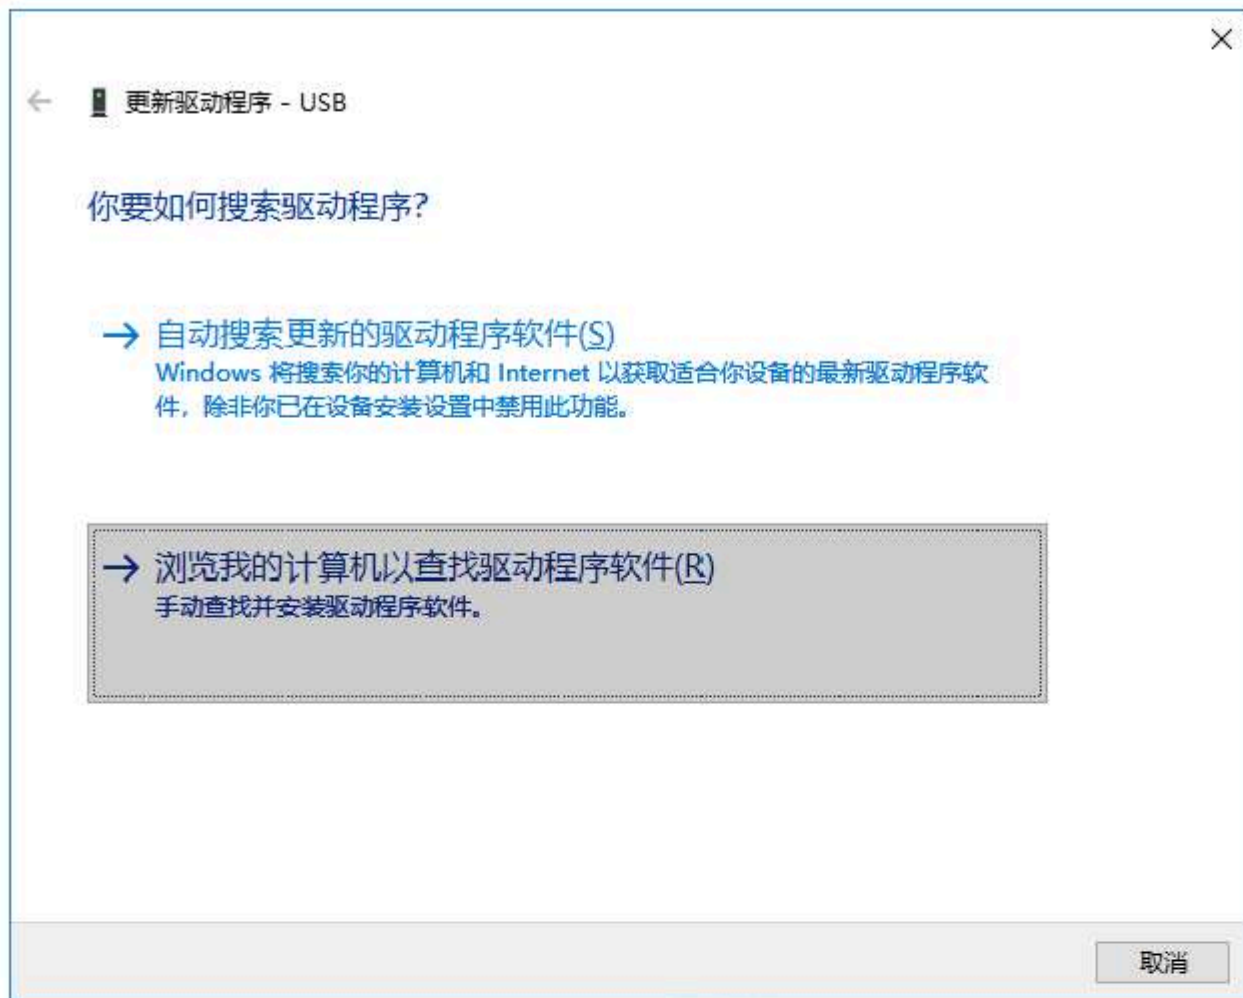 更新驱动程序 - USB
你要如何搜索驱动程序?
自动搜索更新的驱动程序软件(S)
Windows 将搜索你的计算机和 Internet 以获取适合你设备的最新驱动程序软
件，除非你已在设备安装设置中禁用此功能。
浏览我的计算机以查找驱动程序软件(R)
手动查找并安装驱动程序软件。
取消